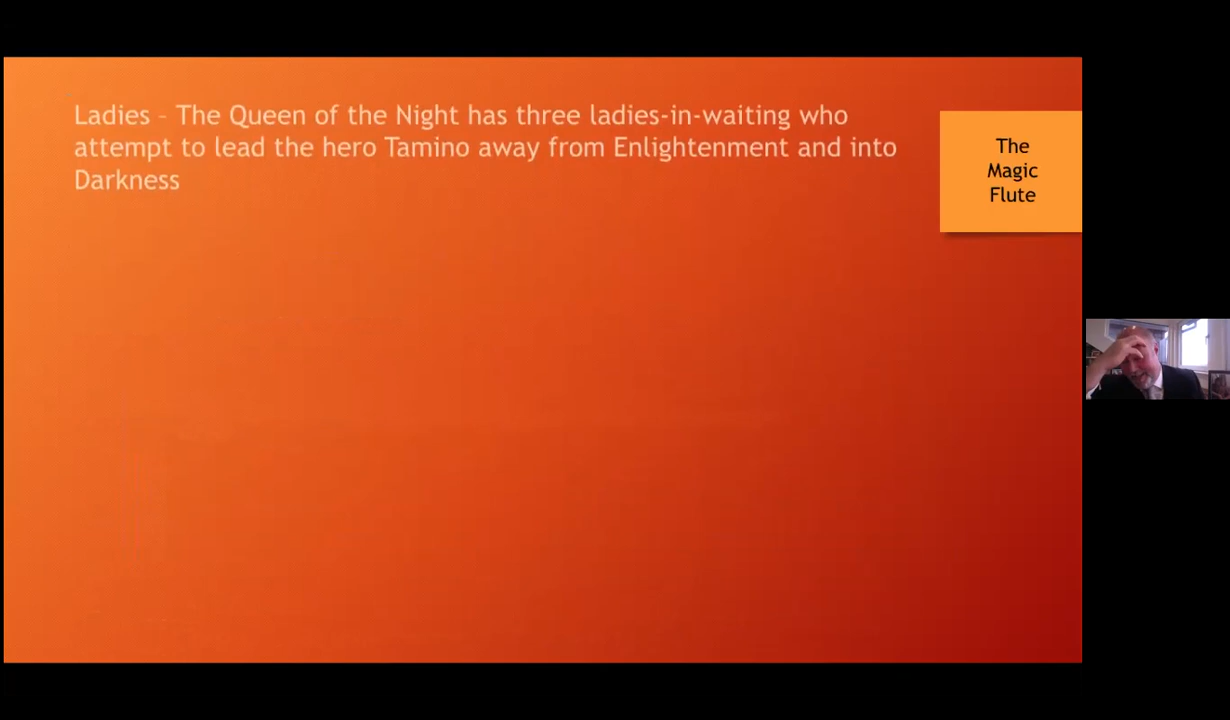 Ladies – The Queen of the Night has three ladies-in-waiting who
attempt to lead the hero Tamino away from Enlightenment and into
Darkness
The
Magic
Flute